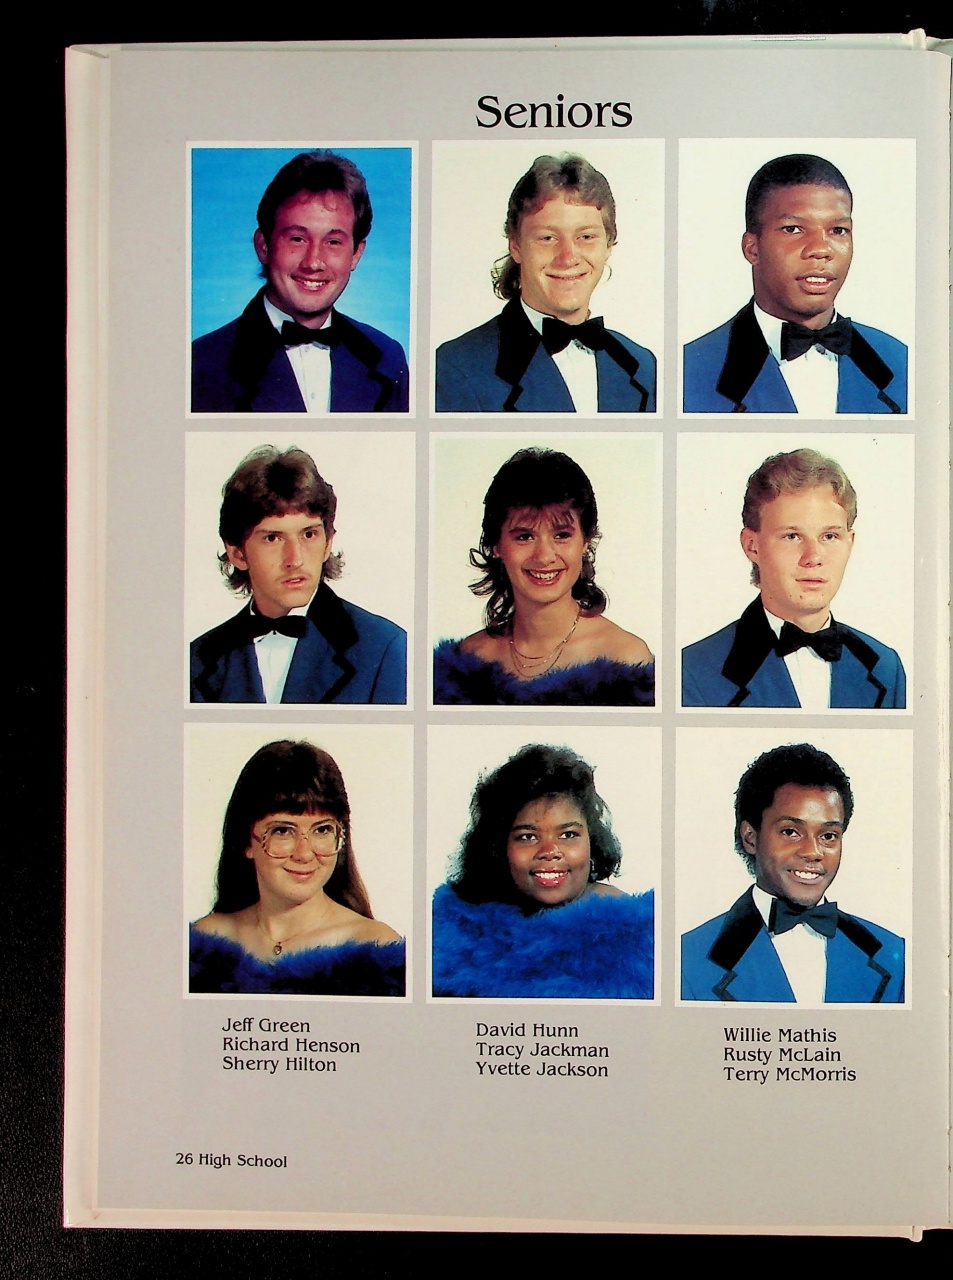 Seniors
Jeff Green
Richard Henson
Sherry Hilton
David Hunn
Tracy Jackman
Yvette Jackson
Willie Mathis
Rusty McLain
Terry McMorris
26 High School